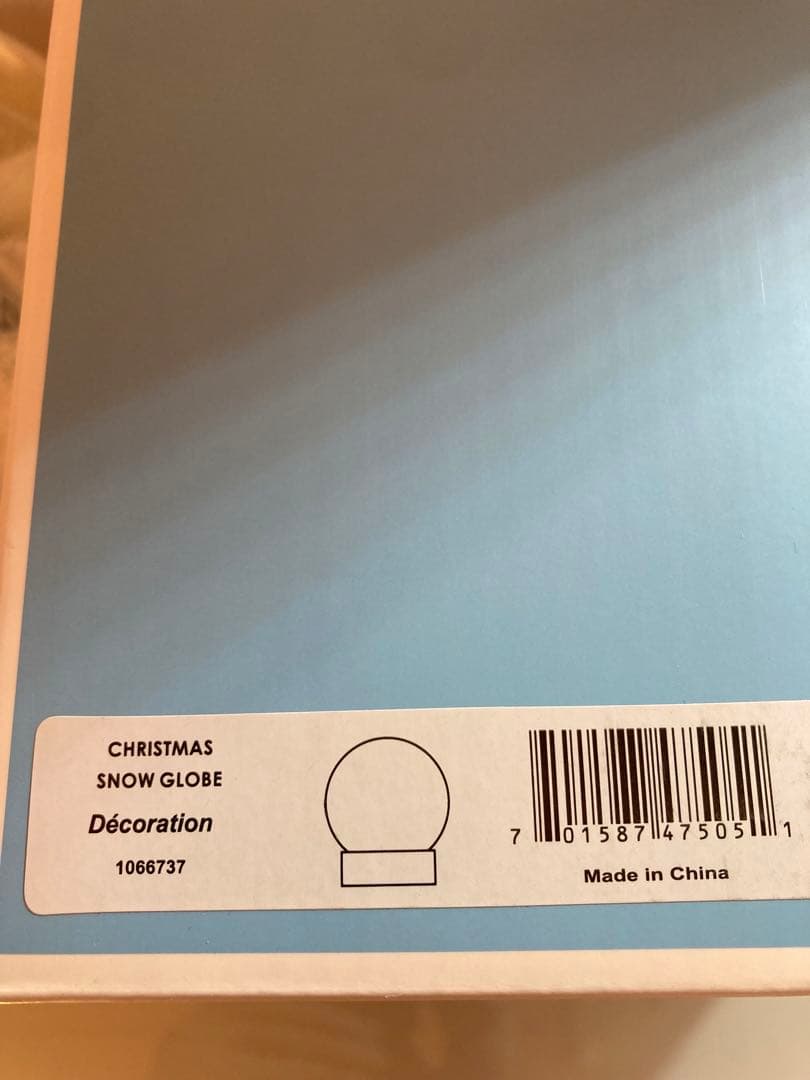 CHRISTMAS
SNOW GLOBE
Décoration
1066737
7 01587 47505 1
Made in China